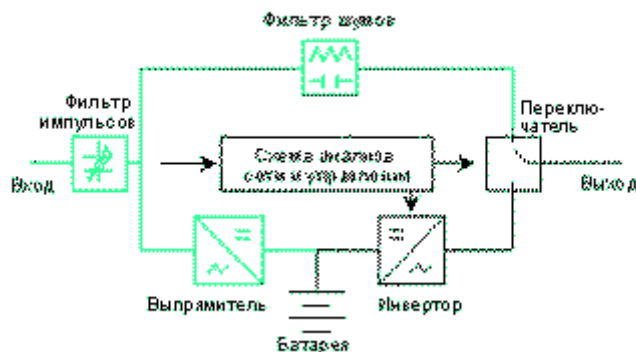 Фильтр шумов
Фильтр
импульсов
Переклю-
чатель
Схема анализа
сети и управления
Вход
Выход
Выпрямитель
Инвертор
Батарея